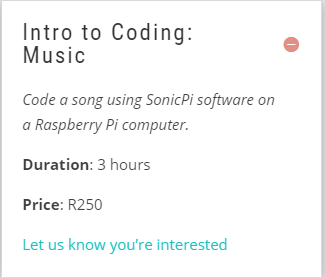 Intro to Coding:
Music
Code a song using SonicPi software on
a Raspberry Pi computer.
Duration: 3 hours
Price: R250
Let us know you're interested